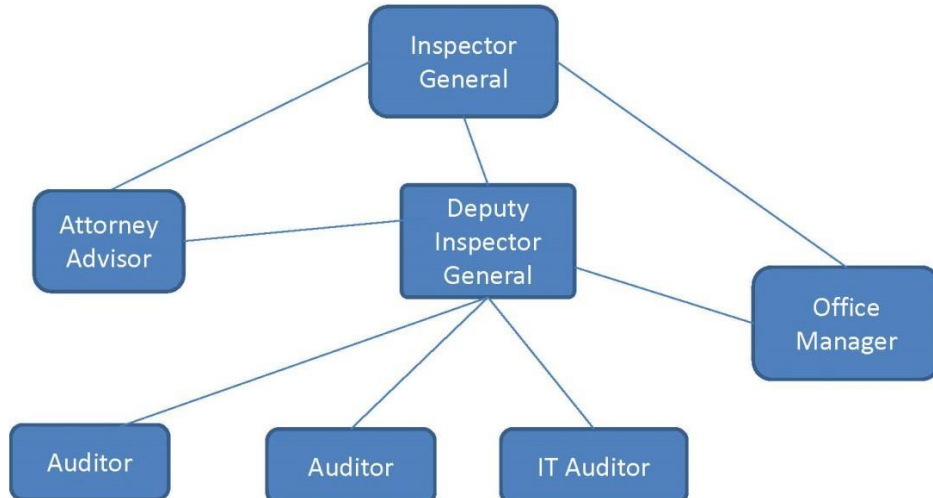 Inspector
General
Attorney
Advisor
Deputy
Inspector
General
Office
Manager
Auditor
Auditor
IT Auditor